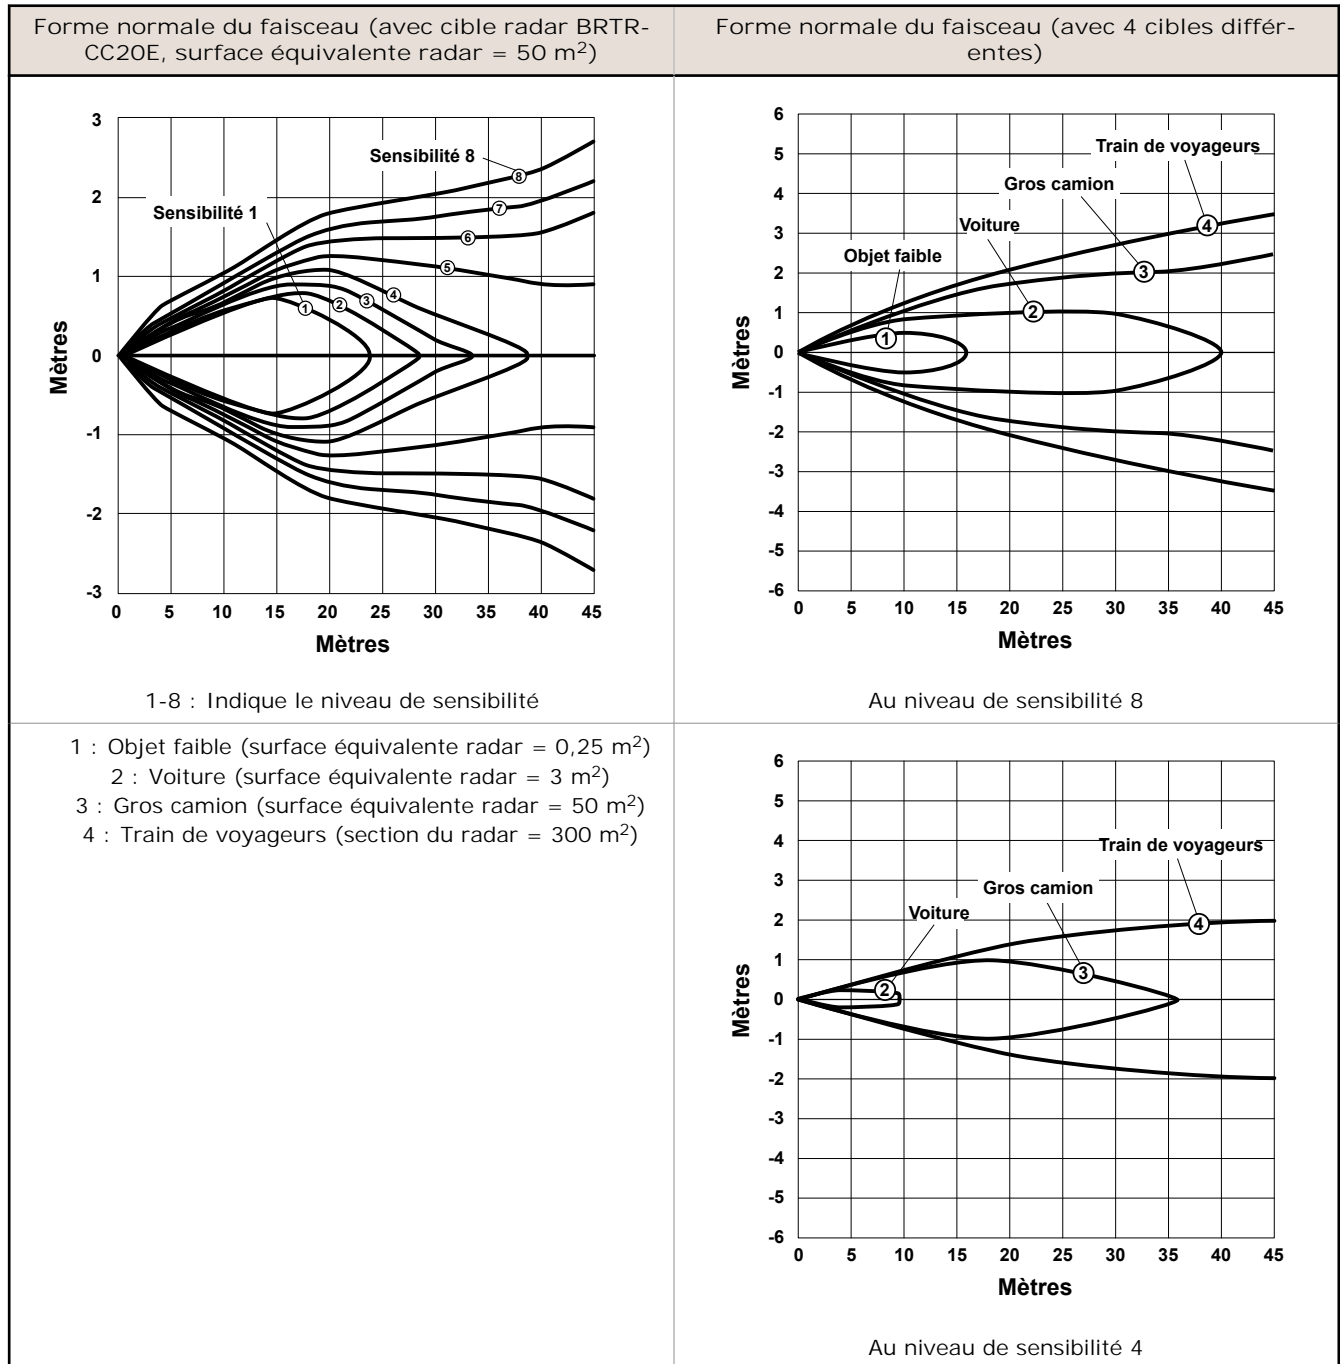 Forme normale du faisceau (avec cible radar BRTR-
CC20E, surface équivalente radar = 50 m²)
Forme normale du faisceau (avec 4 cibles différ-
entes)
3
2
1
0
-1
-2
-3
Mètres
Sensibilité 8
Sensibilité 1
8
7
6
5
4
3
2
1
0 5 10 15 20 25 30 35 40 45
Mètres
1-8 : Indique le niveau de sensibilité
6
5
4
3
2
1
0
-1
-2
-3
-4
-5
-6
Mètres
Train de voyageurs
Gros camion
Voiture
Objet faible
4
3
2
1
0 5 10 15 20 25 30 35 40 45
Mètres
Au niveau de sensibilité 8
1 : Objet faible (surface équivalente radar = 0,25 m²)
2 : Voiture (surface équivalente radar = 3 m²)
3 : Gros camion (surface équivalente radar = 50 m²)
4 : Train de voyageurs (section du radar = 300 m²)
6
5
4
3
2
1
0
-1
-2
-3
-4
-5
-6
Mètres
Train de voyageurs
Gros camion
Voiture
4
3
2
0 5 10 15 20 25 30 35 40 45
Mètres
Au niveau de sensibilité 4